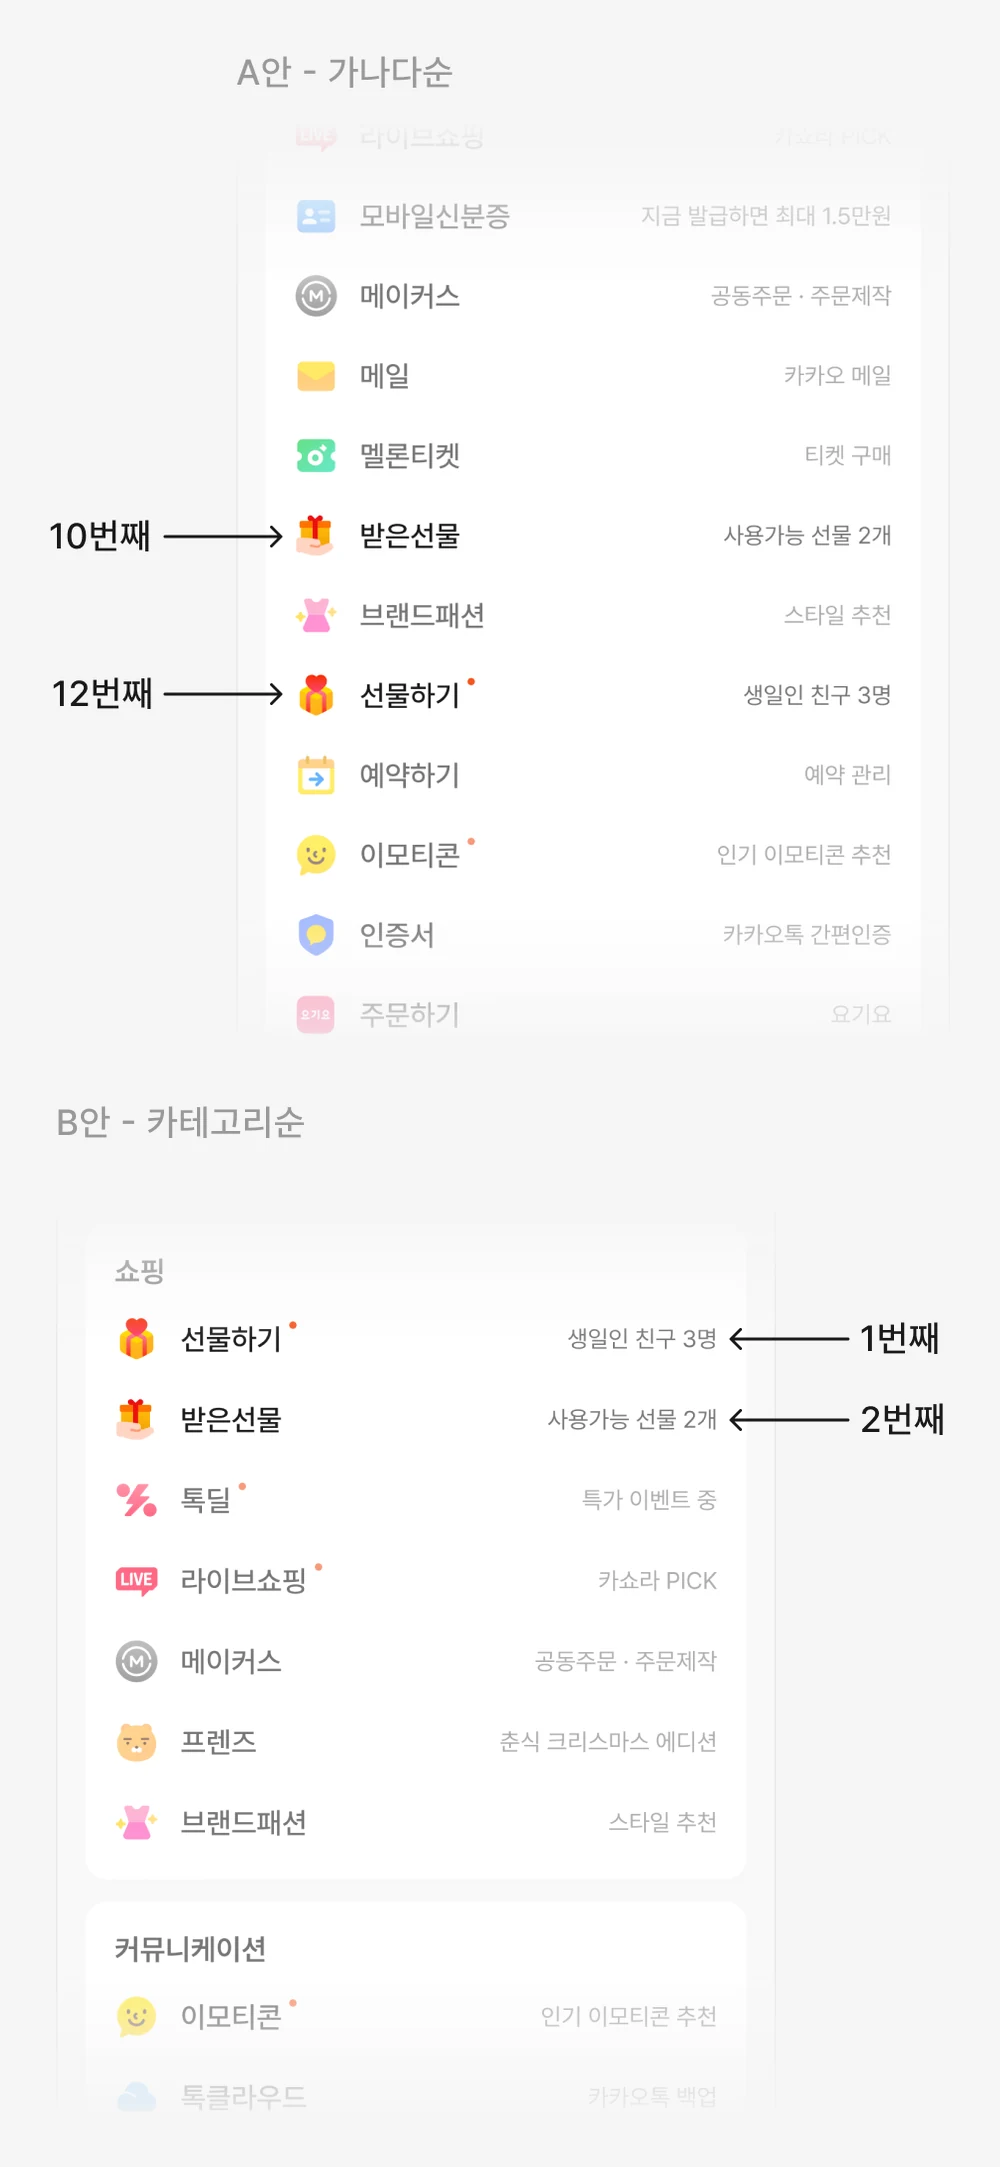 A안 - 가나다순
LIVE 라이브쇼핑 카쇼라 PICK
모바일신분증 지금 발급하면 최대 1.5만원
M 메이커스 공동주문 · 주문제작
메일 카카오 메일
멜론티켓 티켓 구매
10번째 받은선물 사용가능 선물 2개
브랜드패션 스타일 추천
12번째 선물하기 생일인 친구 3명
예약하기 예약 관리
이모티콘 인기 이모티콘 추천
인증서 카카오톡 간편인증
요기요 주문하기 요기요
B안 - 카테고리순
쇼핑
선물하기 생일인 친구 3명 1번째
받은선물 사용가능 선물 2개 2번째
톡딜 특가 이벤트 중
LIVE 라이브쇼핑 카쇼라 PICK
M 메이커스 공동주문 · 주문제작
프렌즈 춘식 크리스마스 에디션
브랜드패션 스타일 추천
커뮤니케이션
이모티콘 인기 이모티콘 추천
톡클라우드 카카오톡 백업